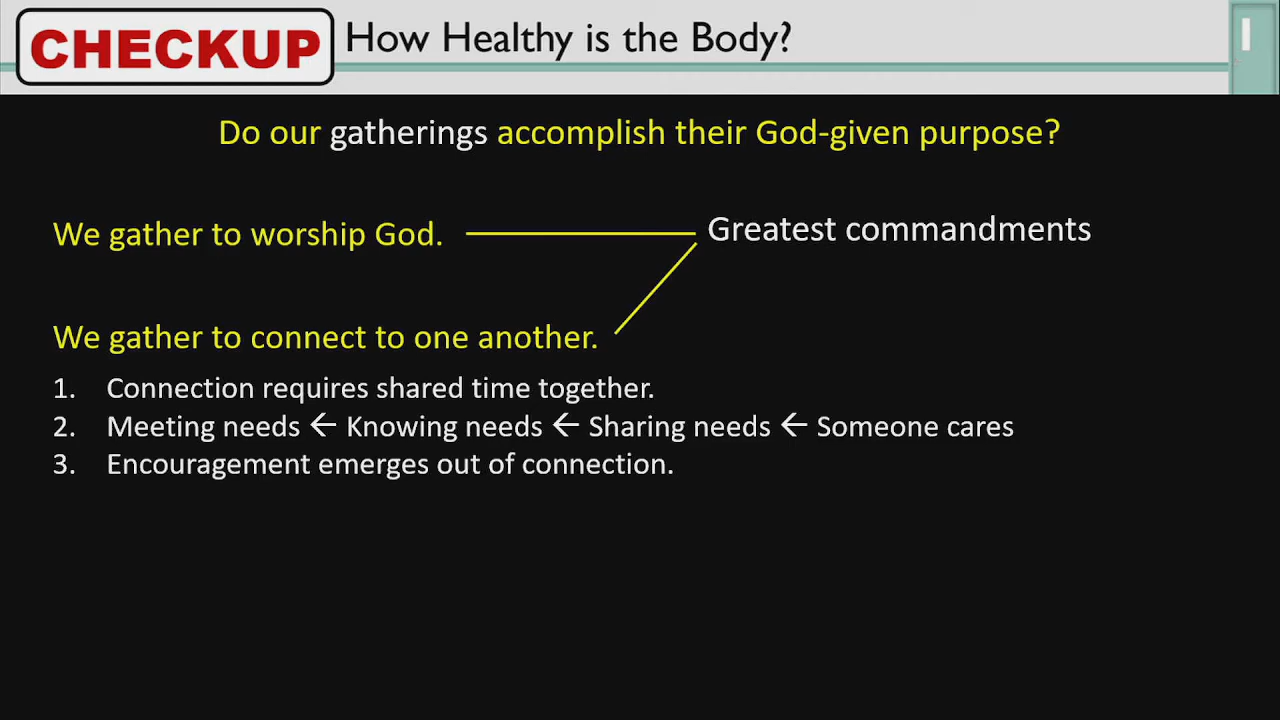 CHECKUP How Healthy is the Body?
Do our gatherings accomplish their God-given purpose?
We gather to worship God. Greatest commandments
We gather to connect to one another.
1. Connection requires shared time together.
2. Meeting needs ← Knowing needs ← Sharing needs ← Someone cares
3. Encouragement emerges out of connection.